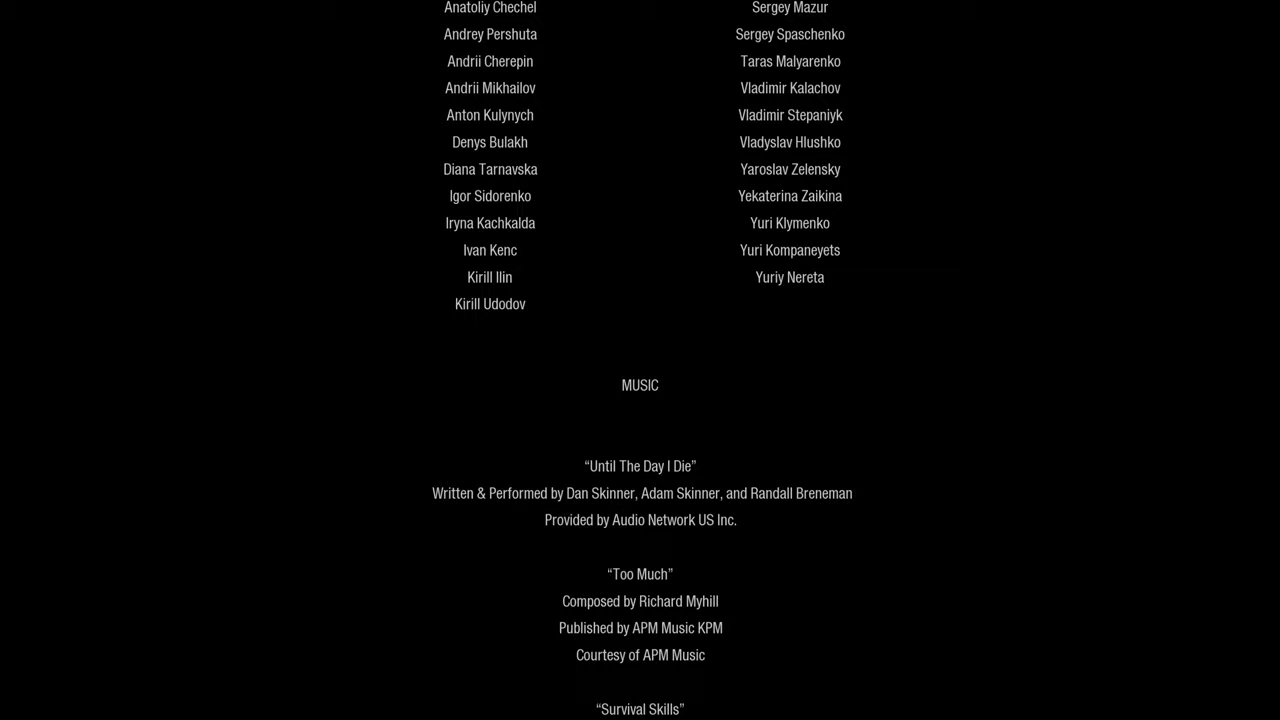 Anatoliy Chechel
Andrey Pershuta
Andrii Cherepin
Andrii Mikhailov
Anton Kulynych
Denys Bulakh
Diana Tarnavska
Igor Sidorenko
Iryna Kachkalda
Ivan Kenc
Kirill Ilin
Kirill Udodov
Sergey Mazur
Sergey Spaschenko
Taras Malyarenko
Vladimir Kalachov
Vladimir Stepaniyk
Vladyslav Hlushko
Yaroslav Zelensky
Yekaterina Zaikina
Yuri Klymenko
Yuri Kompaneyets
Yuriy Nereta
MUSIC
“Until The Day I Die”
Written & Performed by Dan Skinner, Adam Skinner, and Randall Breneman
Provided by Audio Network US Inc.
“Too Much”
Composed by Richard Myhill
Published by APM Music KPM
Courtesy of APM Music
“Survival Skills”